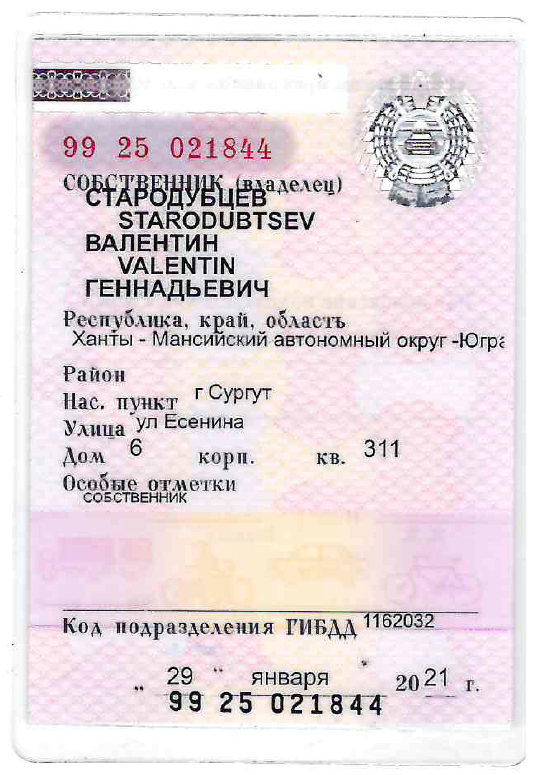 99 25 021844
СОБСТВЕННИК (владелец)
СТАРОДУБЦЕВ
STARODUBTSEV
ВАЛЕНТИН
VALENTIN
ГЕННАДЬЕВИЧ
Республика, край, область
Ханты - Мансийский автономный округ -Югра
Район
Нас. пункт г Сургут
Улица ул Есенина
Дом 6 корп. кв. 311
Особые отметки
СОБСТВЕННИК
Код подразделения ГИБДД 1162032
„ 29 “ января 2021 г.
99 25 021844